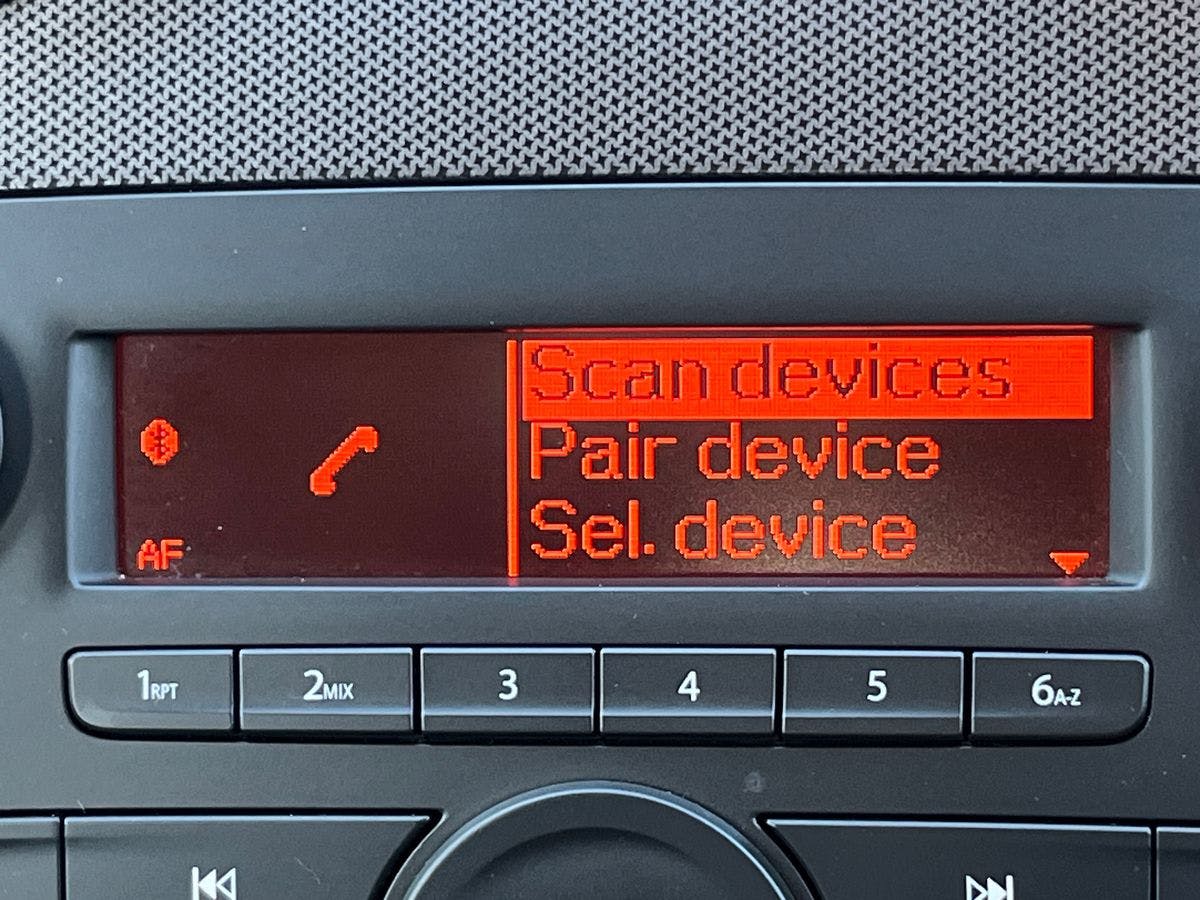 Scan devices
Pair device
Sel. device
AF
1RPT
2MIX
3
4
5
6A-Z